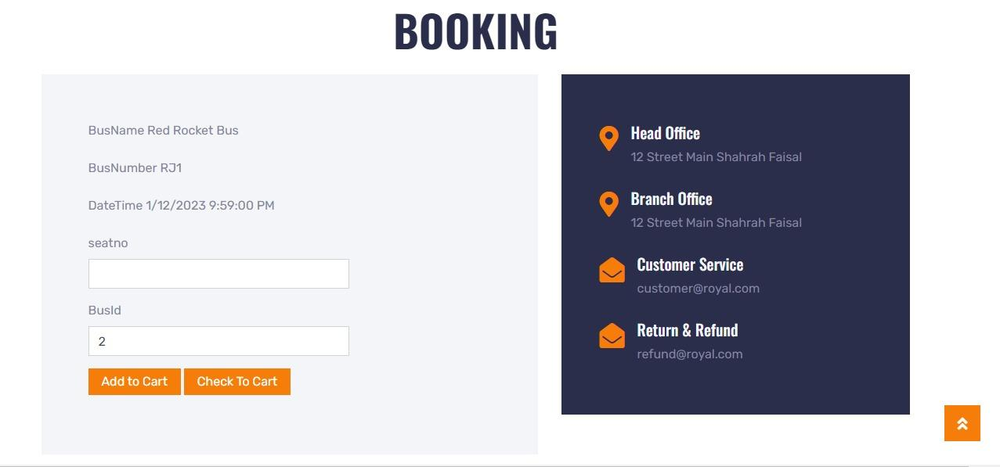 BOOKING
BusName Red Rocket Bus
BusNumber RJ1
DateTime 1/12/2023 9:59:00 PM
seatno
BusId
2
Add to Cart
Check To Cart
Head Office
12 Street Main Shahrah Faisal
Branch Office
12 Street Main Shahrah Faisal
Customer Service
customer@royal.com
Return & Refund
refund@royal.com